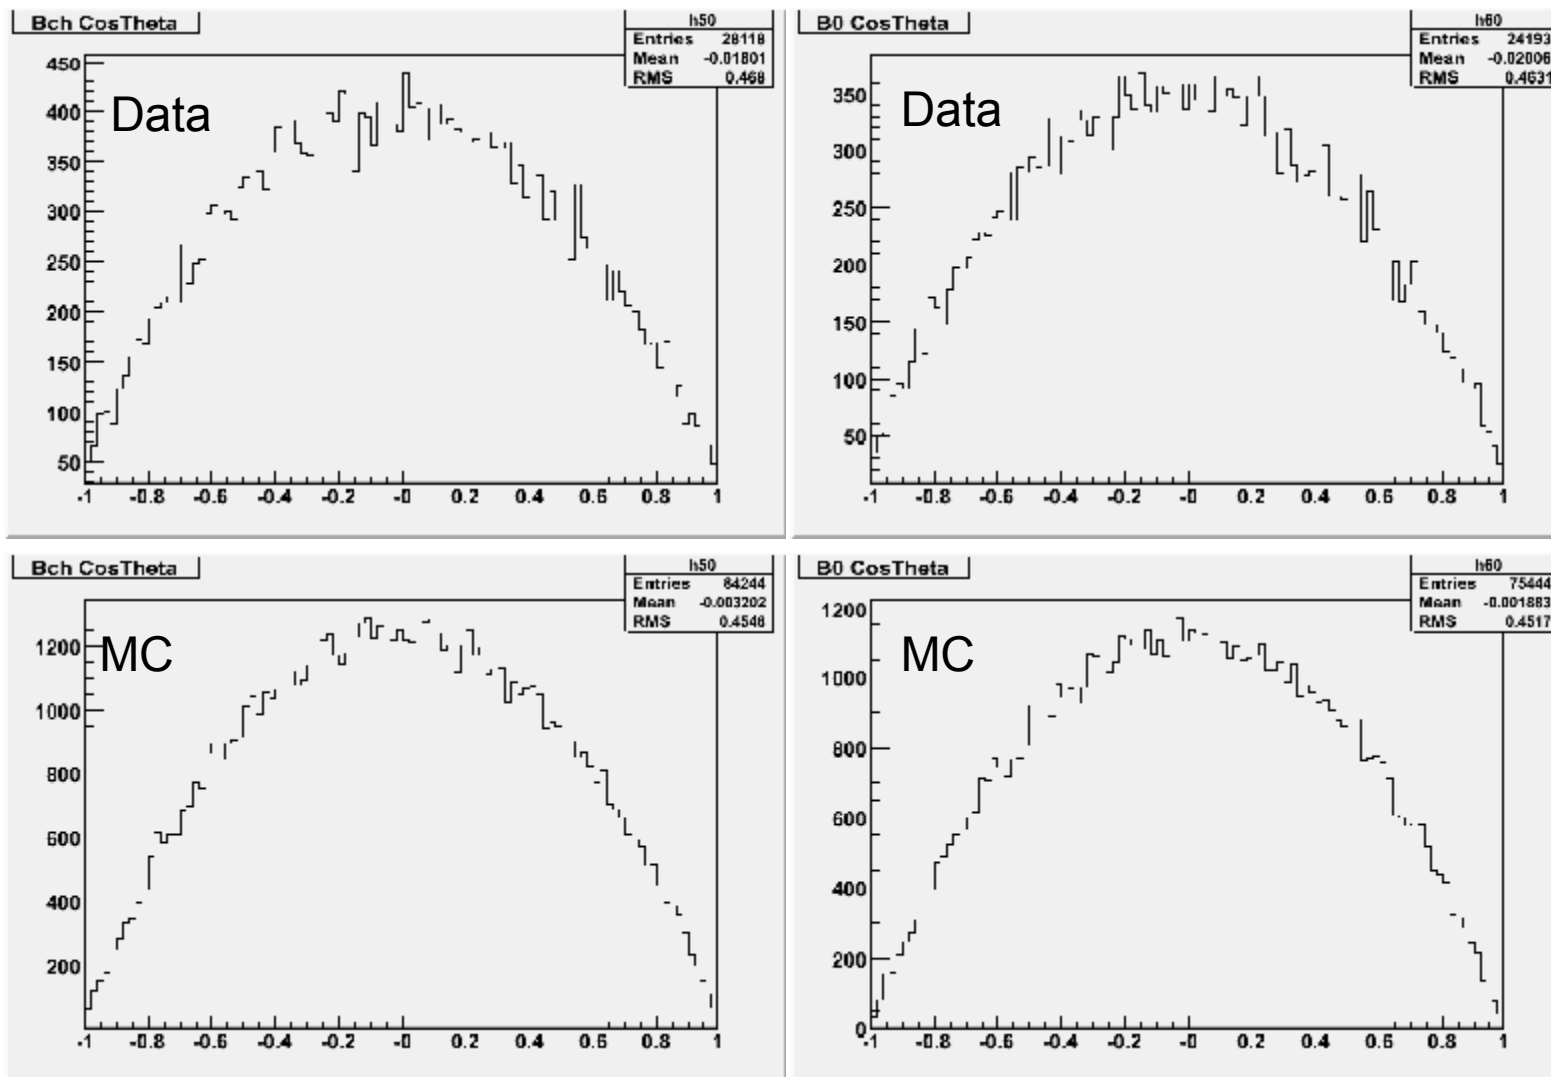 Bch CosTheta
h50
Entries 28118
Mean -0.01801
RMS 0.468
Data
450
400
350
300
250
200
150
100
50
-1 -0.8 -0.6 -0.4 -0.2 -0 0.2 0.4 0.6 0.8 1
B0 CosTheta
h60
Entries 24193
Mean -0.02006
RMS 0.4631
Data
350
300
250
200
150
100
50
-1 -0.8 -0.6 -0.4 -0.2 -0 0.2 0.4 0.6 0.8 1
Bch CosTheta
h50
Entries 84244
Mean -0.003202
RMS 0.4546
MC
1200
1000
800
600
400
200
-1 -0.8 -0.6 -0.4 -0.2 -0 0.2 0.4 0.6 0.8 1
B0 CosTheta
h60
Entries 75444
Mean -0.001883
RMS 0.4517
MC
1200
1000
800
600
400
200
0
-1 -0.8 -0.6 -0.4 -0.2 -0 0.2 0.4 0.6 0.8 1